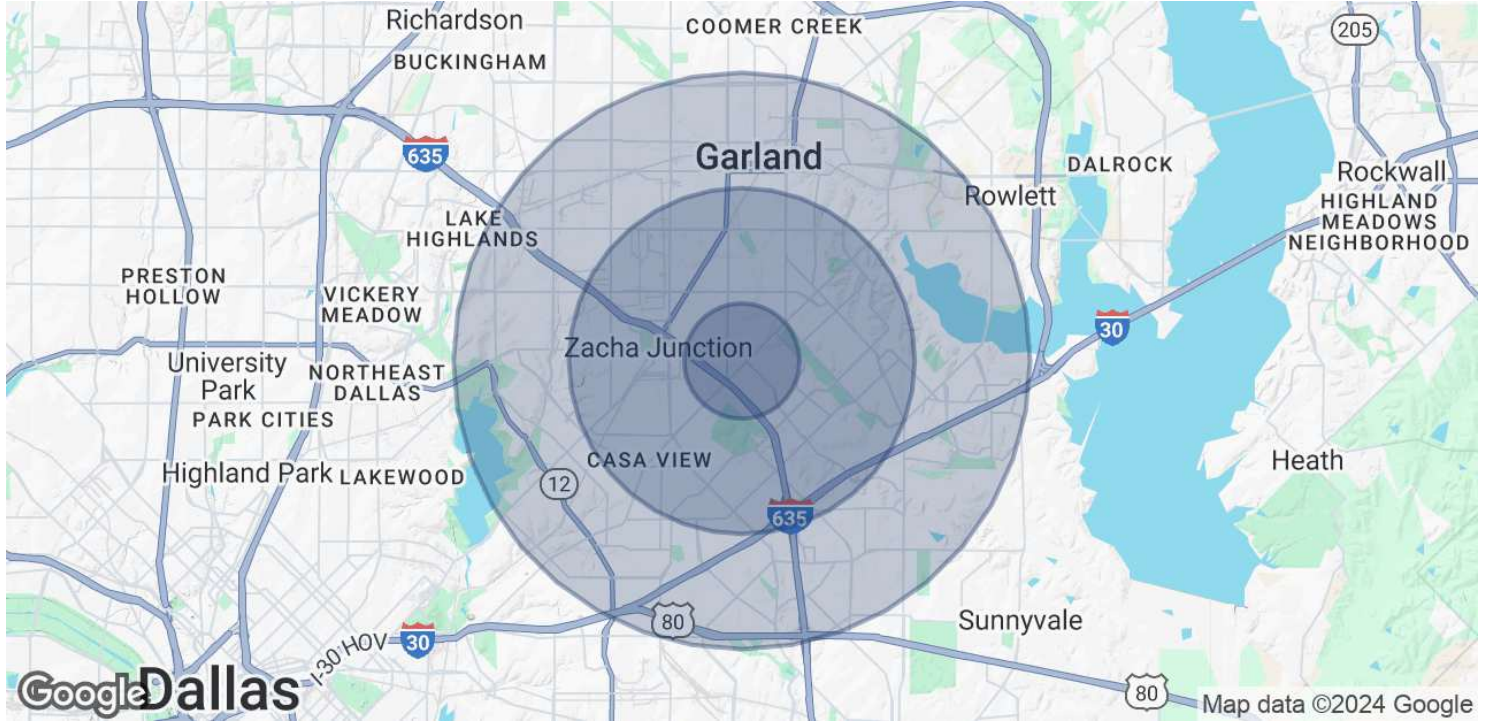 Richardson
COOMER CREEK
205
BUCKINGHAM
635
Garland
DALROCK
Rockwall
Rowlett
HIGHLAND
MEADOWS
NEIGHBORHOOD
LAKE
HIGHLANDS
PRESTON
HOLLOW
VICKERY
MEADOW
30
Zacha Junction
University
Park
NORTHEAST
DALLAS
PARK CITIES
CASA VIEW
Heath
Highland Park
LAKEWOOD
12
635
80
Sunnyvale
30
I-30 HOV
Google
Dallas
80
Map data ©2024 Google